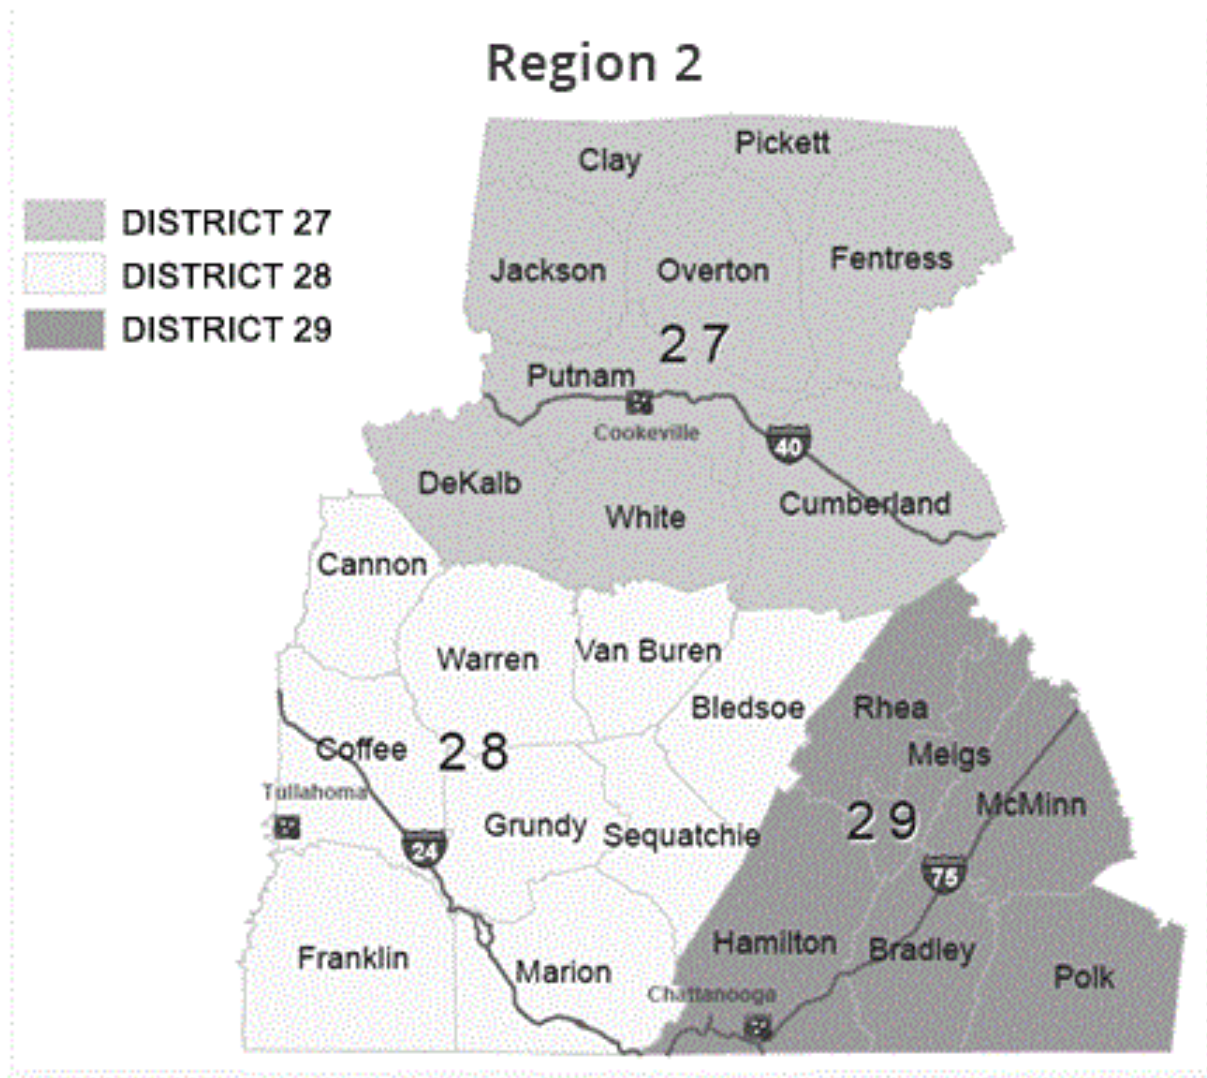 Region 2
DISTRICT 27
DISTRICT 28
DISTRICT 29
Clay
Pickett
Jackson
Overton
Fentress
27
Putnam
Cookeville
40
DeKalb
White
Cumberland
Cannon
Warren
Van Buren
Bledsoe
Rhea
Coffee
28
Meigs
Tullahoma
McMinn
Grundy
Sequatchie
29
24
75
Franklin
Marion
Hamilton
Bradley
Polk
Chattanooga